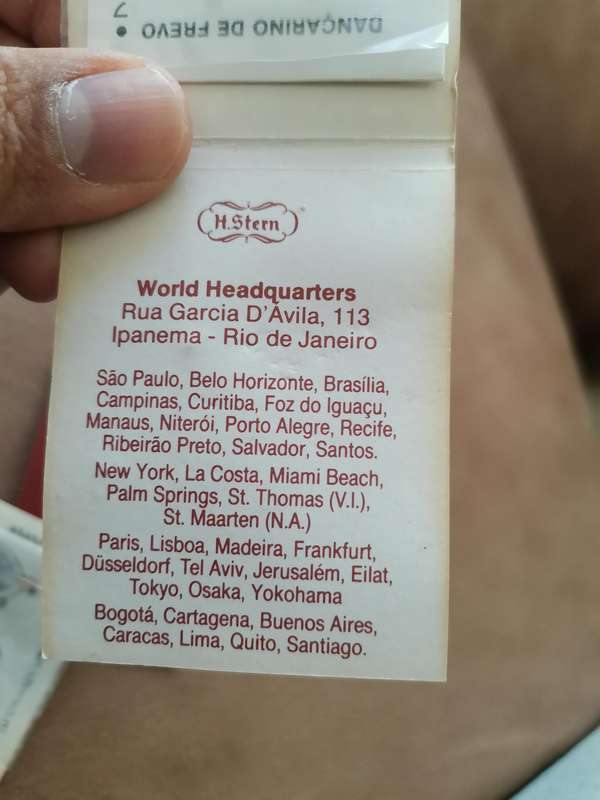 DANÇARINO DE FREVO •
7
H.Stern
World Headquarters
Rua Garcia D'Ávila, 113
Ipanema - Rio de Janeiro
São Paulo, Belo Horizonte, Brasília,
Campinas, Curitiba, Foz do Iguaçu,
Manaus, Niterói, Porto Alegre, Recife,
Ribeirão Preto, Salvador, Santos.
New York, La Costa, Miami Beach,
Palm Springs, St. Thomas (V.I.),
St. Maarten (N.A.)
Paris, Lisboa, Madeira, Frankfurt,
Düsseldorf, Tel Aviv, Jerusalém, Eilat,
Tokyo, Osaka, Yokohama
Bogotá, Cartagena, Buenos Aires,
Caracas, Lima, Quito, Santiago.